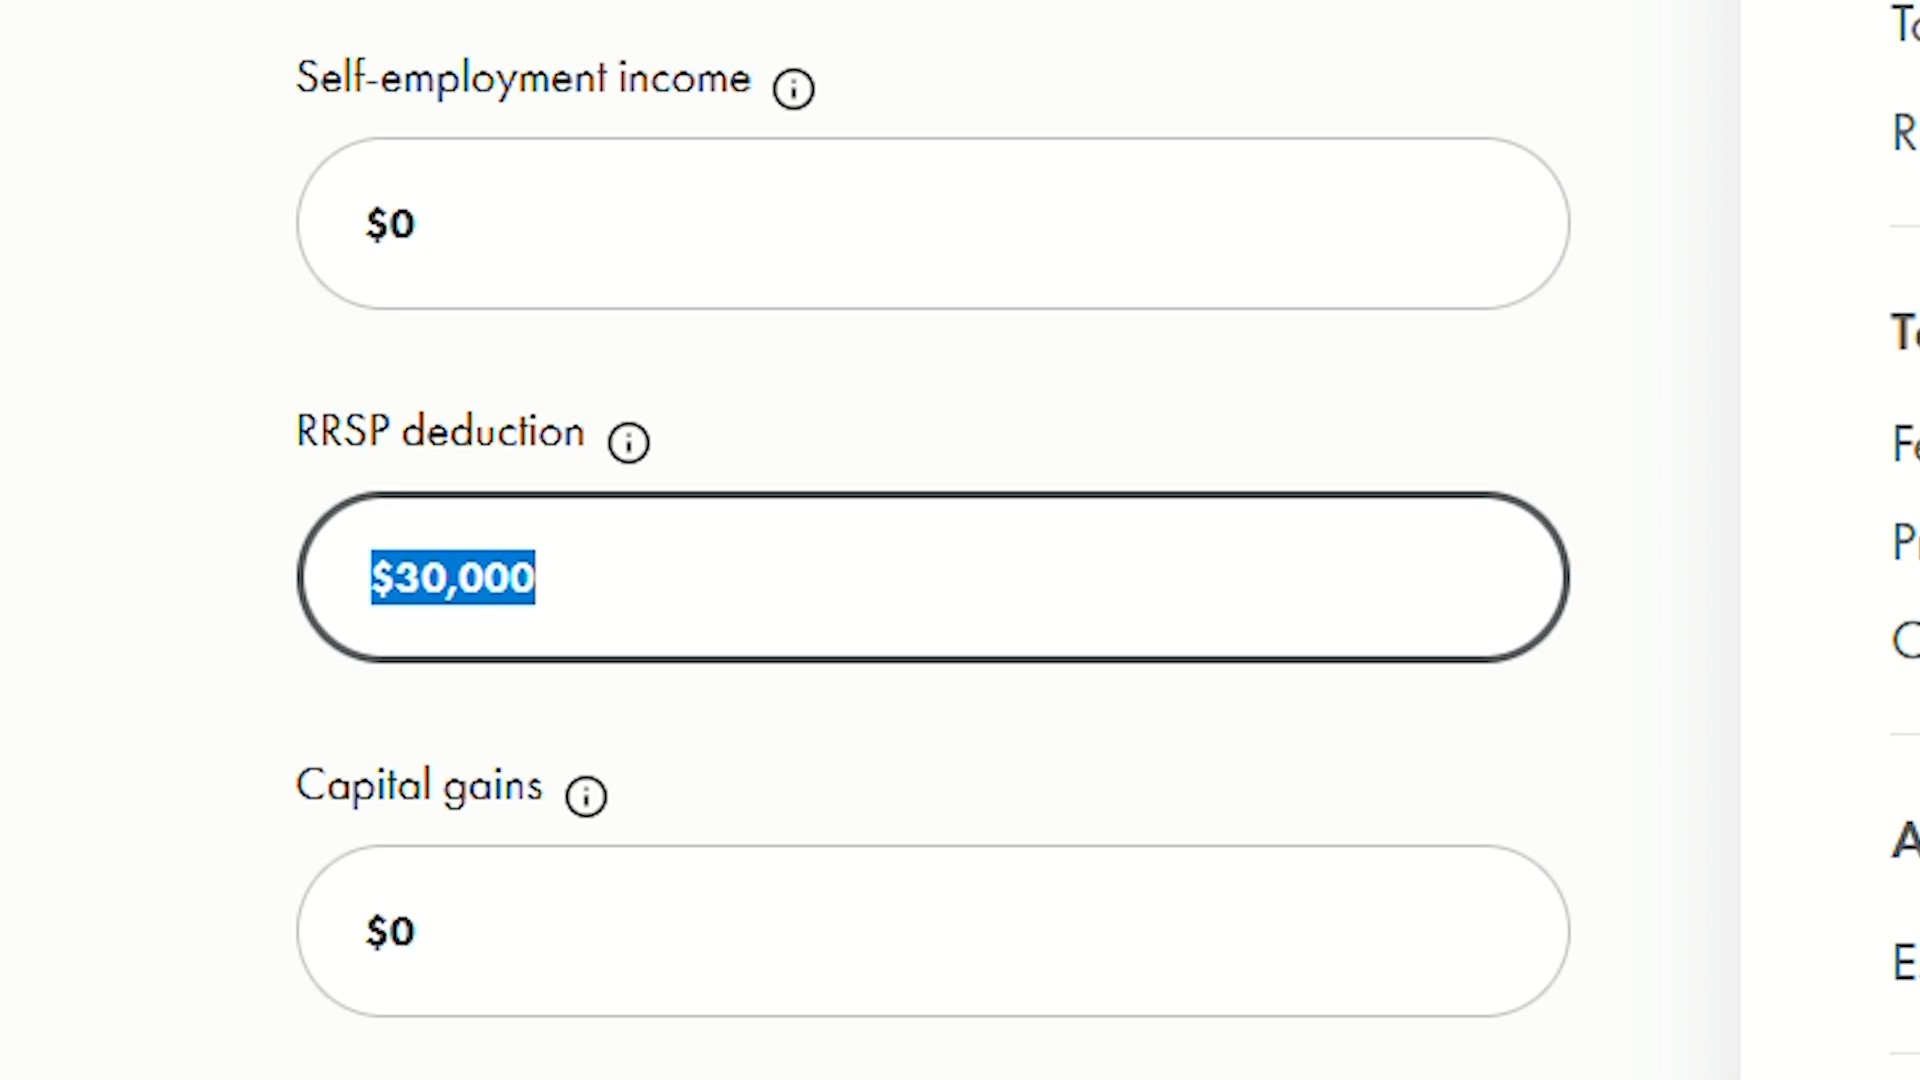 Self-employment income
$0
RRSP deduction
$30,000
Capital gains
$0